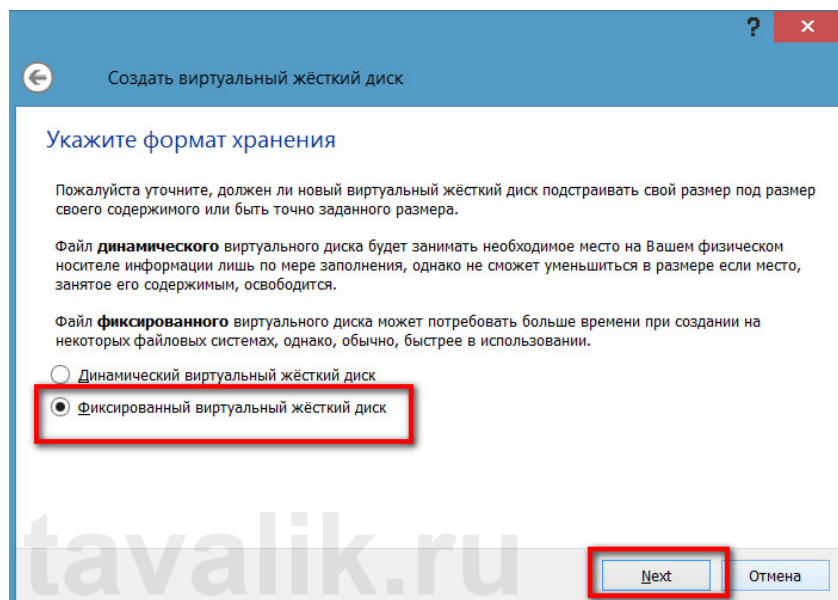 ?
Создать виртуальный жёсткий диск
Укажите формат хранения
Пожалуйста уточните, должен ли новый виртуальный жёсткий диск подстраивать свой размер под размер
своего содержимого или быть точно заданного размера.
Файл динамического виртуального диска будет занимать необходимое место на Вашем физическом
носителе информации лишь по мере заполнения, однако не сможет уменьшиться в размере если место,
занятое его содержимым, освободится.
Файл фиксированного виртуального диска может потребовать больше времени при создании на
некоторых файловых системах, однако, обычно, быстрее в использовании.
Динамический виртуальный жёсткий диск
Фиксированный виртуальный жёсткий диск
tavalik.ru
Next Отмена